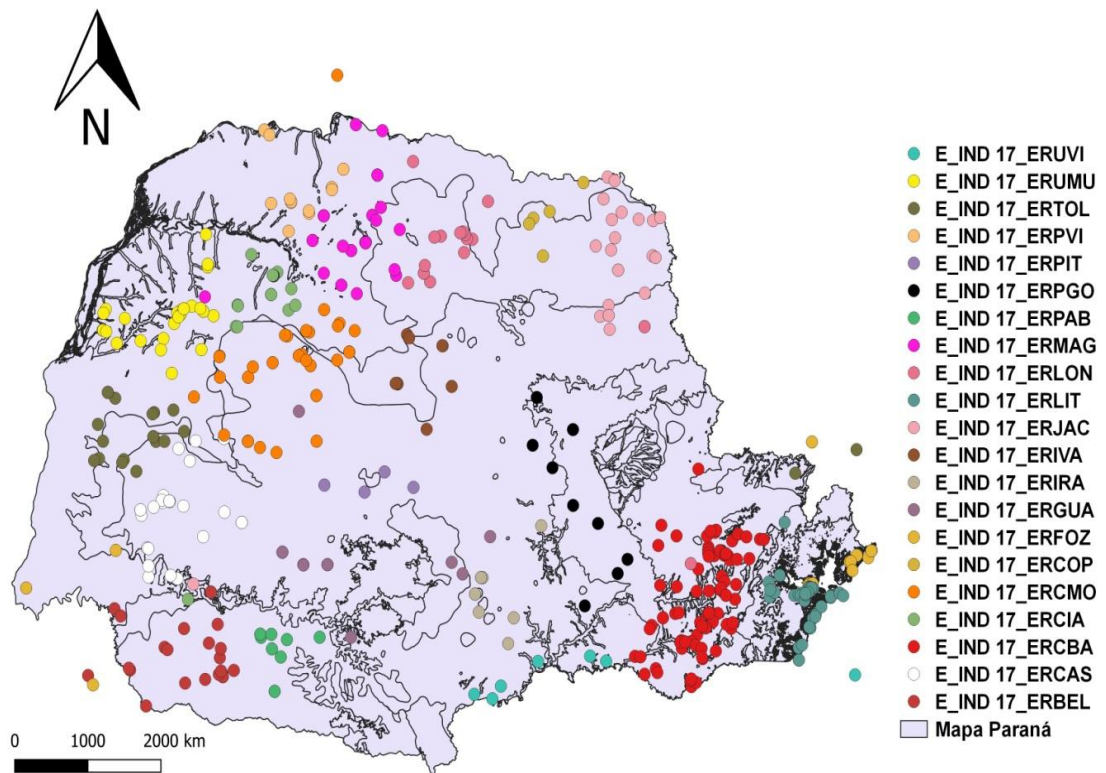 N
E_IND 17_ERUVI
E_IND 17_ERUMU
E_IND 17_ERTOL
E_IND 17_ERPVI
E_IND 17_ERPIT
E_IND 17_ERPGO
E_IND 17_ERPAB
E_IND 17_ERMAG
E_IND 17_ERLON
E_IND 17_ERLIT
E_IND 17_ERJAC
E_IND 17_ERIVA
E_IND 17_ERIRA
E_IND 17_ERGUA
E_IND 17_ERFOZ
E_IND 17_ERCOP
E_IND 17_ERCMO
E_IND 17_ERCIA
E_IND 17_ERCBA
E_IND 17_ERCAS
E_IND 17_ERBEL
Mapa Paraná
0 1000 2000 km